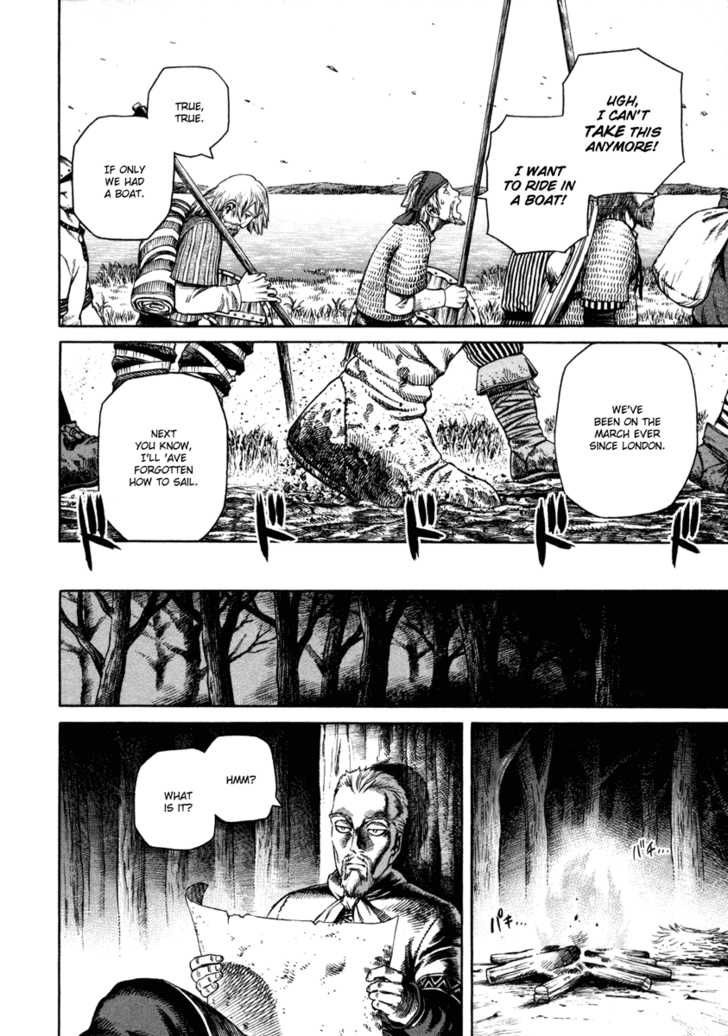 UGH,
I CAN'T
TAKE THIS
ANYMORE!
I WANT
TO RIDE IN
A BOAT!
TRUE,
TRUE.
IF ONLY
WE HAD
A BOAT.
WE'VE
BEEN ON THE
MARCH EVER
SINCE LONDON.
NEXT
YOU KNOW,
I'LL 'AVE
FORGOTTEN
HOW TO SAIL.
ド ド ド ド ド
バチ...
パキ...
HMM?
WHAT
IS IT?